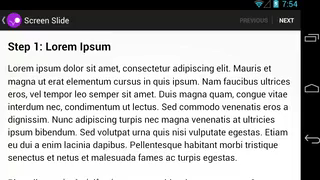 7:54
Screen Slide
PREVIOUS
NEXT
Step 1: Lorem Ipsum
Lorem ipsum dolor sit amet, consectetur adipiscing elit. Mauris et
magna ut erat elementum cursus in quis ipsum. Nam faucibus ultrices
eros, vel tempor leo semper sit amet. Duis magna quam, congue vitae
interdum nec, condimentum ut lectus. Sed commodo venenatis eros a
dignissim. Nunc adipiscing turpis nec magna venenatis at ultricies
ipsum bibendum. Sed volutpat urna quis nisi vulputate egestas. Etiam
eu dui a enim lacinia dapibus. Pellentesque habitant morbi tristique
senectus et netus et malesuada fames ac turpis egestas.